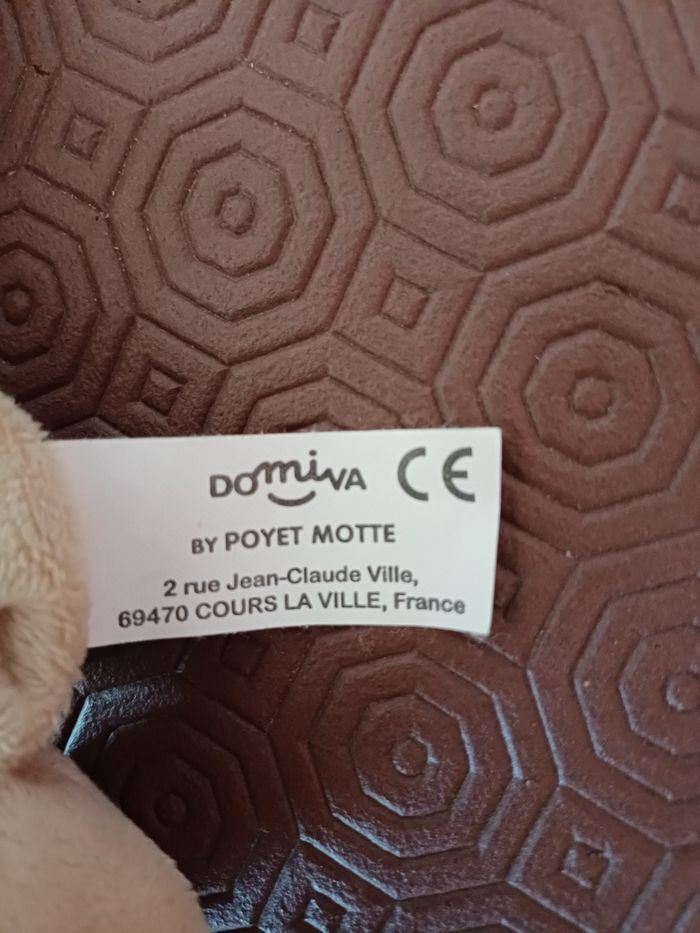 DOmiVA CE
BY POYET MOTTE
2 rue Jean-Claude Ville,
69470 COURS LA VILLE, France